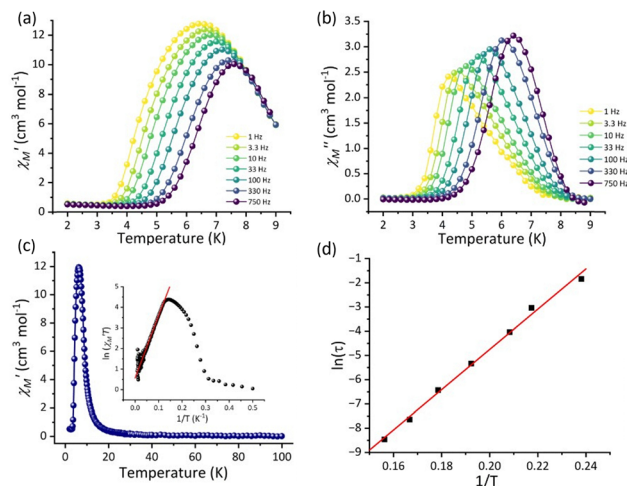 (a)
χM′ (cm³ mol⁻¹)
12
10
8
6
4
2
0
2 3 4 5 6 7 8 9
Temperature (K)
1 Hz
3.3 Hz
10 Hz
33 Hz
100 Hz
330 Hz
750 Hz
(b)
χM″ (cm³ mol⁻¹)
3.5
3.0
2.5
2.0
1.5
1.0
0.5
0.0
2 3 4 5 6 7 8 9
Temperature (K)
1 Hz
3.3 Hz
10 Hz
33 Hz
100 Hz
330 Hz
750 Hz
(c)
χM′ (cm³ mol⁻¹)
12
10
8
6
4
2
0
0 20 40 60 80 100
Temperature (K)
ln (χM′T)
5
4
3
2
1
0
0.0 0.1 0.2 0.3 0.4 0.5
1/T (K⁻¹)
(d)
ln(τ)
−1
−2
−3
−4
−5
−6
−7
−8
−9
0.16 0.18 0.20 0.22 0.24
1/T